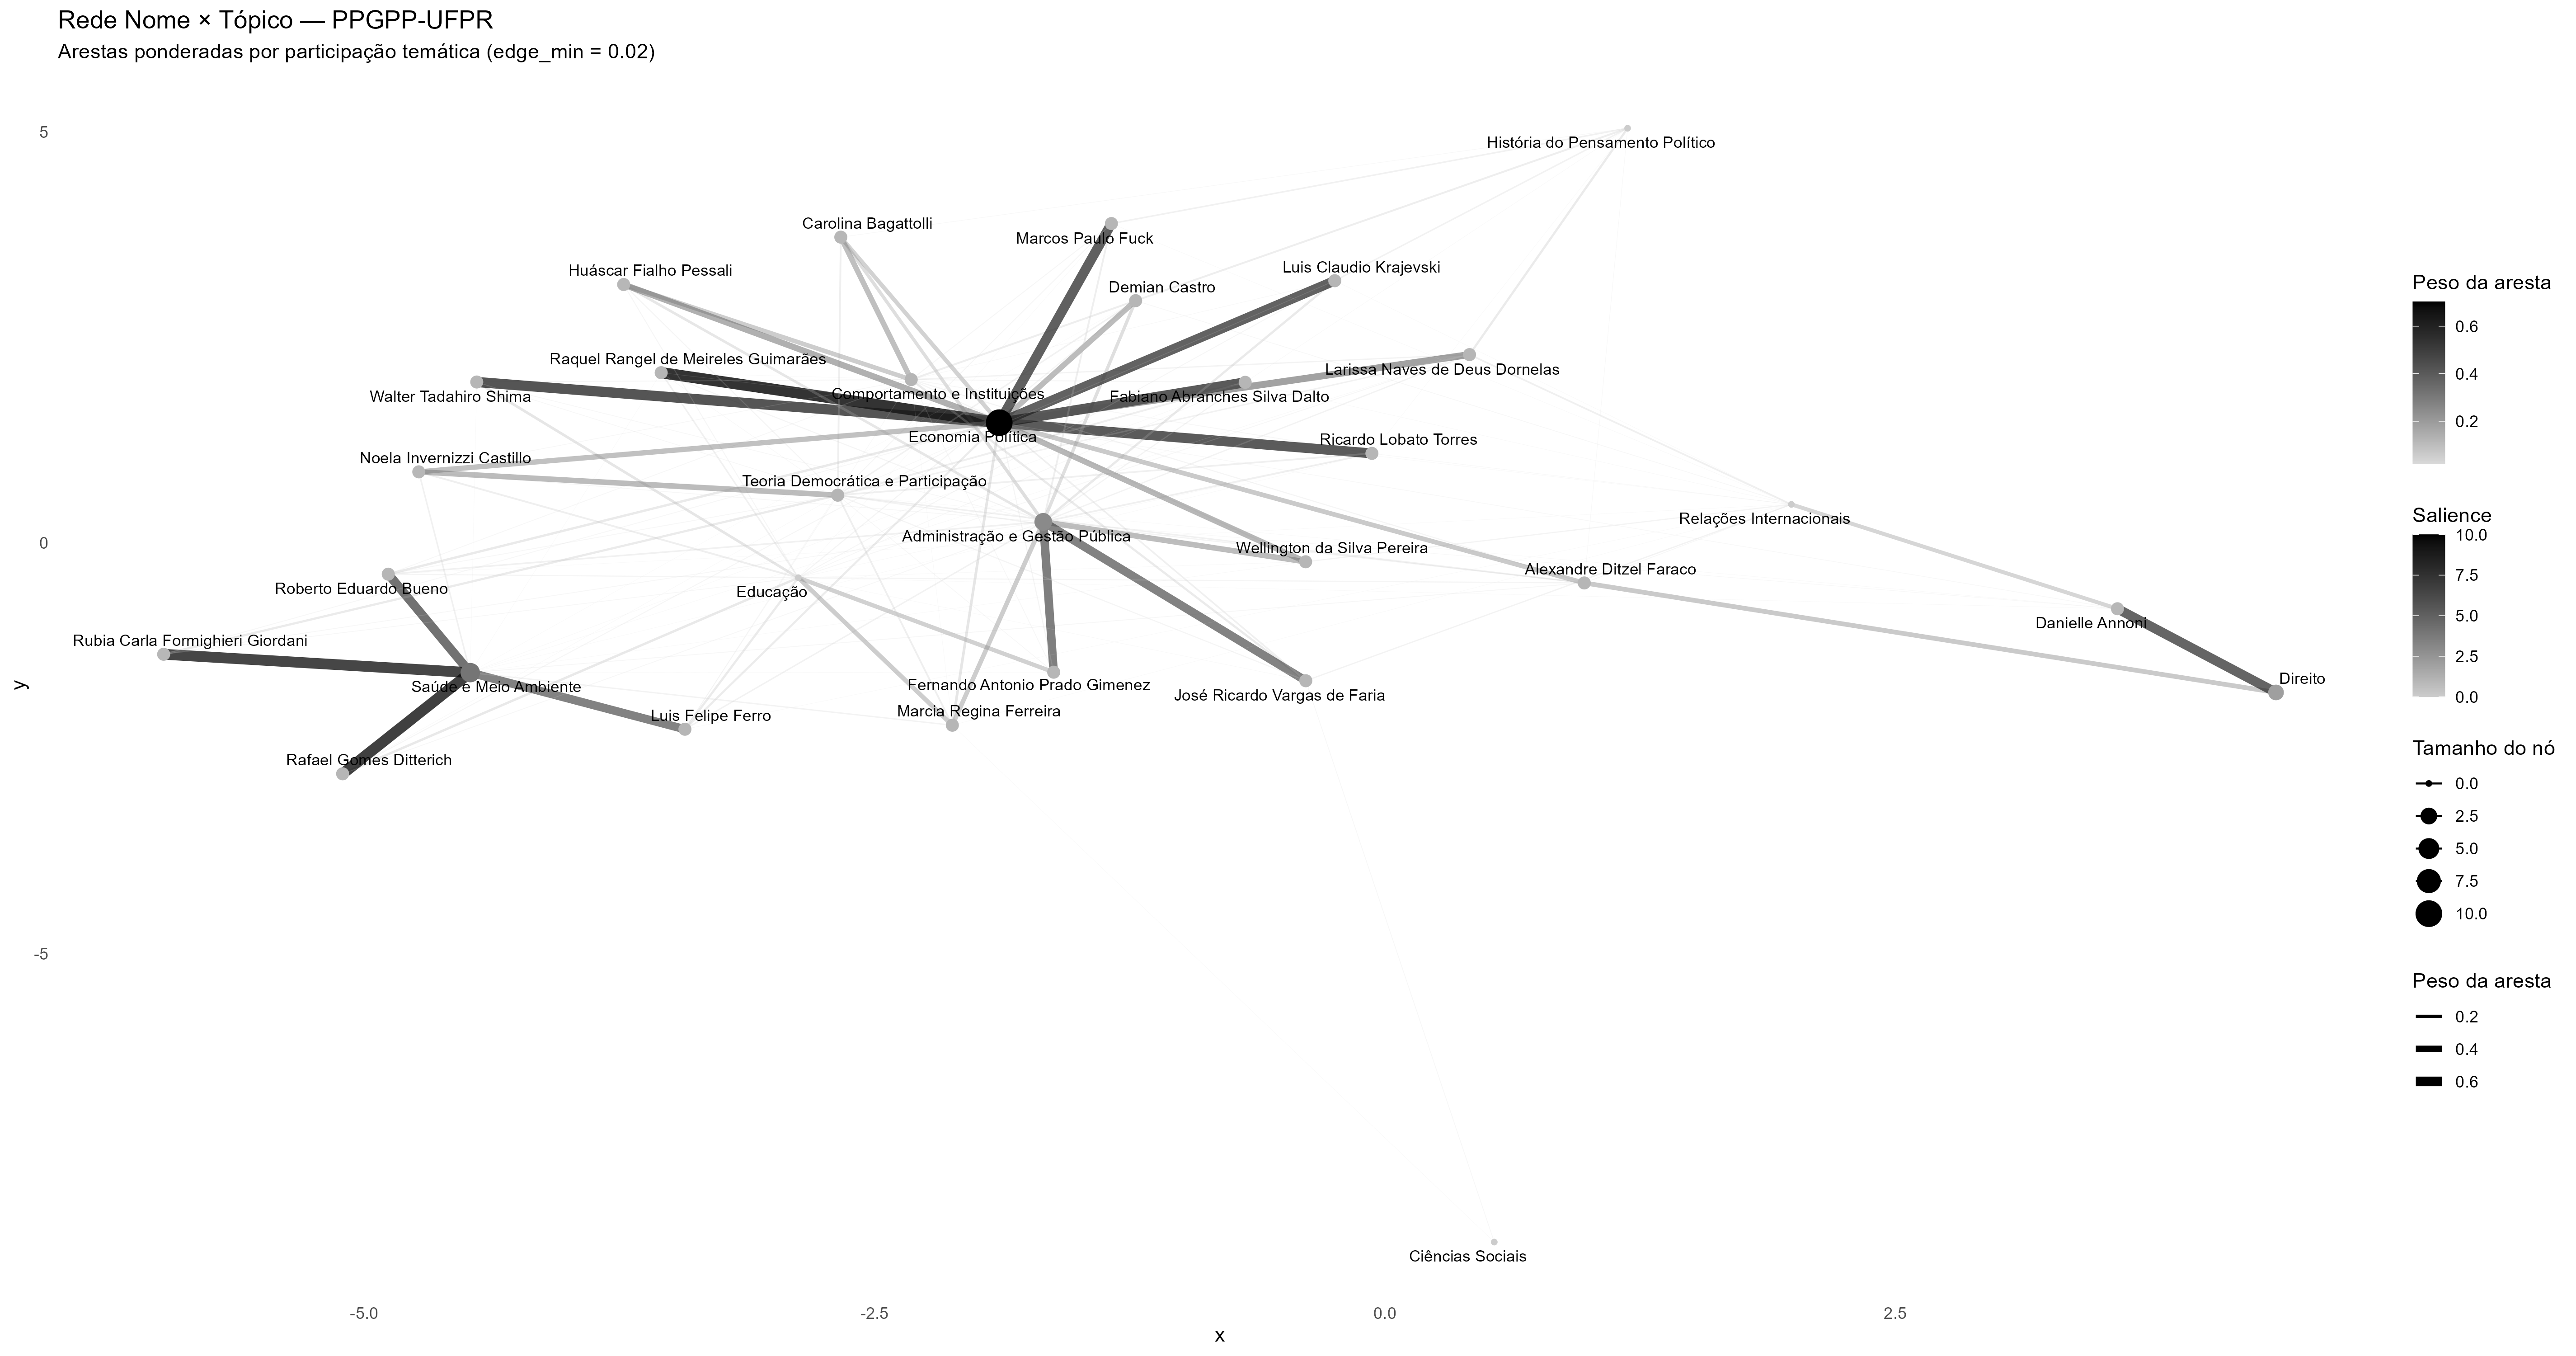 Rede Nome × Tópico — PPGPP-UFPR
Arestas ponderadas por participação temática (edge_min = 0.02)
5
História do Pensamento Político
Carolina Bagattolli
Marcos Paulo Fuck
Huáscar Fialho Pessali
Luis Claudio Krajevski
Demian Castro
Raquel Rangel de Meireles Guimarães
Larissa Naves de Deus Dornelas
Walter Tadahiro Shima
Comportamento e Instituições
Fabiano Abranches Silva Dalto
Economia Política
Ricardo Lobato Torres
Noela Invernizzi Castillo
Teoria Democrática e Participação
Relações Internacionais
0
Administração e Gestão Pública
Wellington da Silva Pereira
Alexandre Ditzel Faraco
Roberto Eduardo Bueno
Educação
Danielle Annoni
Rubia Carla Formighieri Giordani
Direito
Saúde e Meio Ambiente
Fernando Antonio Prado Gimenez
José Ricardo Vargas de Faria
Marcia Regina Ferreira
Luis Felipe Ferro
Rafael Gomes Ditterich
-5
Ciências Sociais
y
-5.0
-2.5
0.0
2.5
x
Peso da aresta
0.6
0.4
0.2
Salience
10.0
7.5
5.0
2.5
0.0
Tamanho do nó
0.0
2.5
5.0
7.5
10.0
Peso da aresta
0.2
0.4
0.6